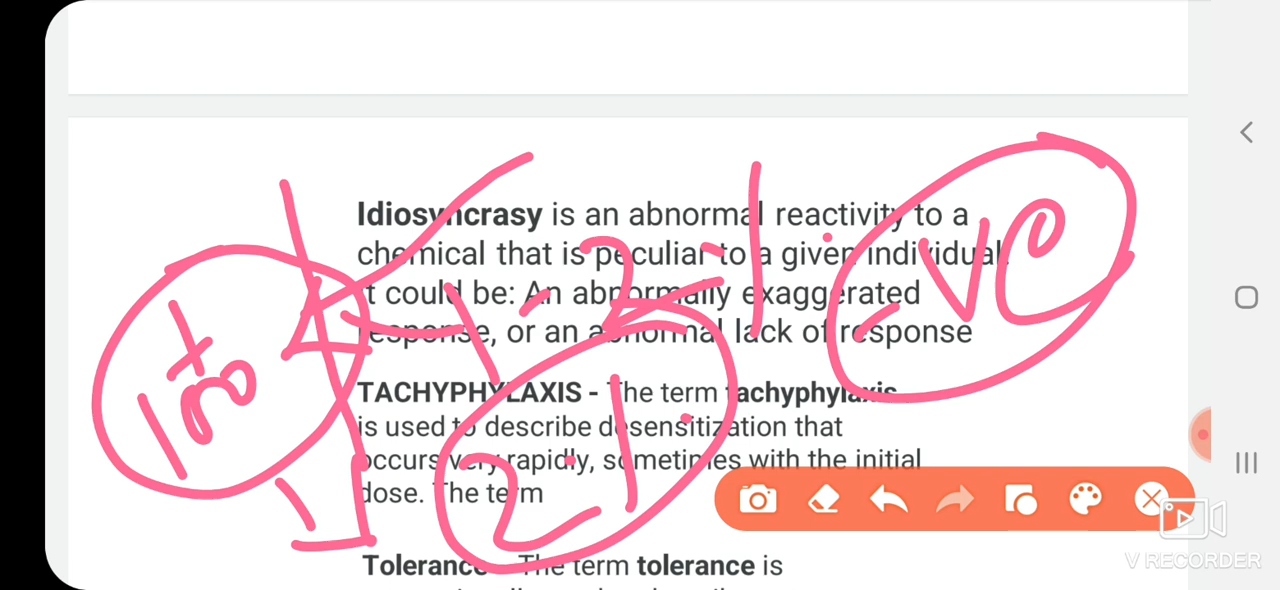 Idiosyncrasy is an abnormal reactivity to a
chemical that is peculiar to a given individual
It could be: An abnormally exaggerated
response, or an abnormal lack of response
TACHYPHYLAXIS - The term tachyphylaxis
is used to describe desensitization that
occurs very rapidly, sometimes with the initial
dose. The term
Tolerance - The term tolerance is
-ve
V RECORDER